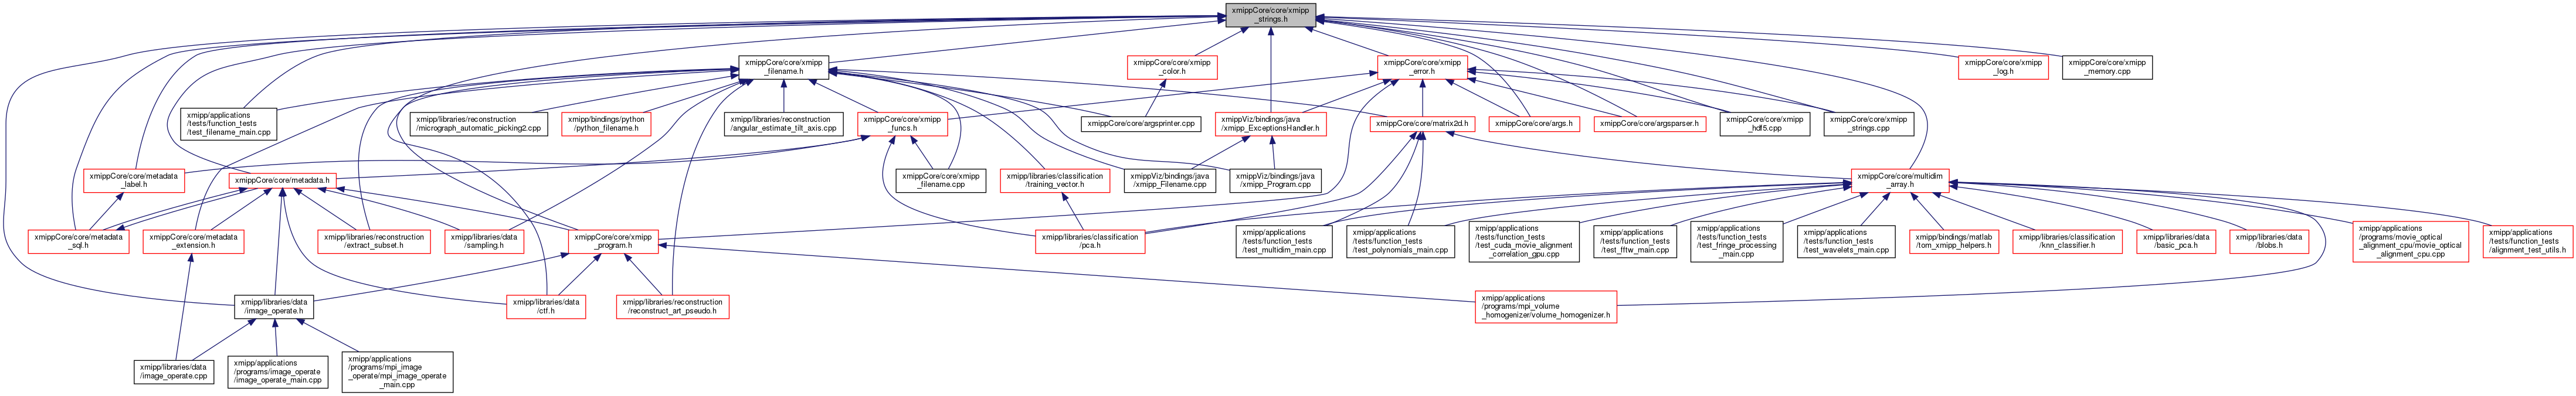 xmippCore/core/xmipp
_strings.h
xmippCore/core/xmipp
_filename.h
xmippCore/core/xmipp
_color.h
xmippCore/core/xmipp
_error.h
xmippCore/core/xmipp
_log.h
xmippCore/core/xmipp
_memory.cpp
xmipp/applications
/tests/function_tests
/test_filename_main.cpp
xmipp/libraries/reconstruction
/micrograph_automatic_picking2.cpp
xmipp/bindings/python
/python_filename.h
xmipp/libraries/reconstruction
/angular_estimate_tilt_axis.cpp
xmippCore/core/xmipp
_funcs.h
xmippCore/core/argsprinter.cpp
xmippViz/bindings/java
/xmipp_ExceptionsHandler.h
xmippCore/core/matrix2d.h
xmippCore/core/args.h
xmippCore/core/argsparser.h
xmippCore/core/xmipp
_hdf5.cpp
xmippCore/core/xmipp
_strings.cpp
xmippCore/core/metadata
_label.h
xmippCore/core/metadata.h
xmippCore/core/xmipp
_filename.cpp
xmipp/libraries/classification
/training_vector.h
xmippViz/bindings/java
/xmipp_Filename.cpp
xmippViz/bindings/java
/xmipp_Program.cpp
xmippCore/core/multidim
_array.h
xmippCore/core/metadata
_sql.h
xmippCore/core/metadata
_extension.h
xmipp/libraries/reconstruction
/extract_subset.h
xmipp/libraries/data
/sampling.h
xmippCore/core/xmipp
_program.h
xmipp/libraries/classification
/pca.h
xmipp/applications
/tests/function_tests
/test_multidim_main.cpp
xmipp/applications
/tests/function_tests
/test_polynomials_main.cpp
xmipp/applications
/tests/function_tests
/test_cuda_movie_alignment
_correlation_gpu.cpp
xmipp/applications
/tests/function_tests
/test_fftw_main.cpp
xmipp/applications
/tests/function_tests
/test_fringe_processing
_main.cpp
xmipp/applications
/tests/function_tests
/test_wavelets_main.cpp
xmipp/bindings/matlab
/tom_xmipp_helpers.h
xmipp/libraries/classification
/knn_classifier.h
xmipp/libraries/data
/basic_pca.h
xmipp/libraries/data
/blobs.h
xmipp/applications
/programs/movie_optical
_alignment_cpu/movie_optical
_alignment_cpu.cpp
xmipp/applications
/tests/function_tests
/alignment_test_utils.h
xmipp/libraries/data
/image_operate.h
xmipp/libraries/data
/ctf.h
xmipp/libraries/reconstruction
/reconstruct_art_pseudo.h
xmipp/applications
/programs/mpi_volume
_homogenizer/volume_homogenizer.h
xmipp/libraries/data
/image_operate.cpp
xmipp/applications
/programs/image_operate
/image_operate_main.cpp
xmipp/applications
/programs/mpi_image
_operate/mpi_image_operate
_main.cpp